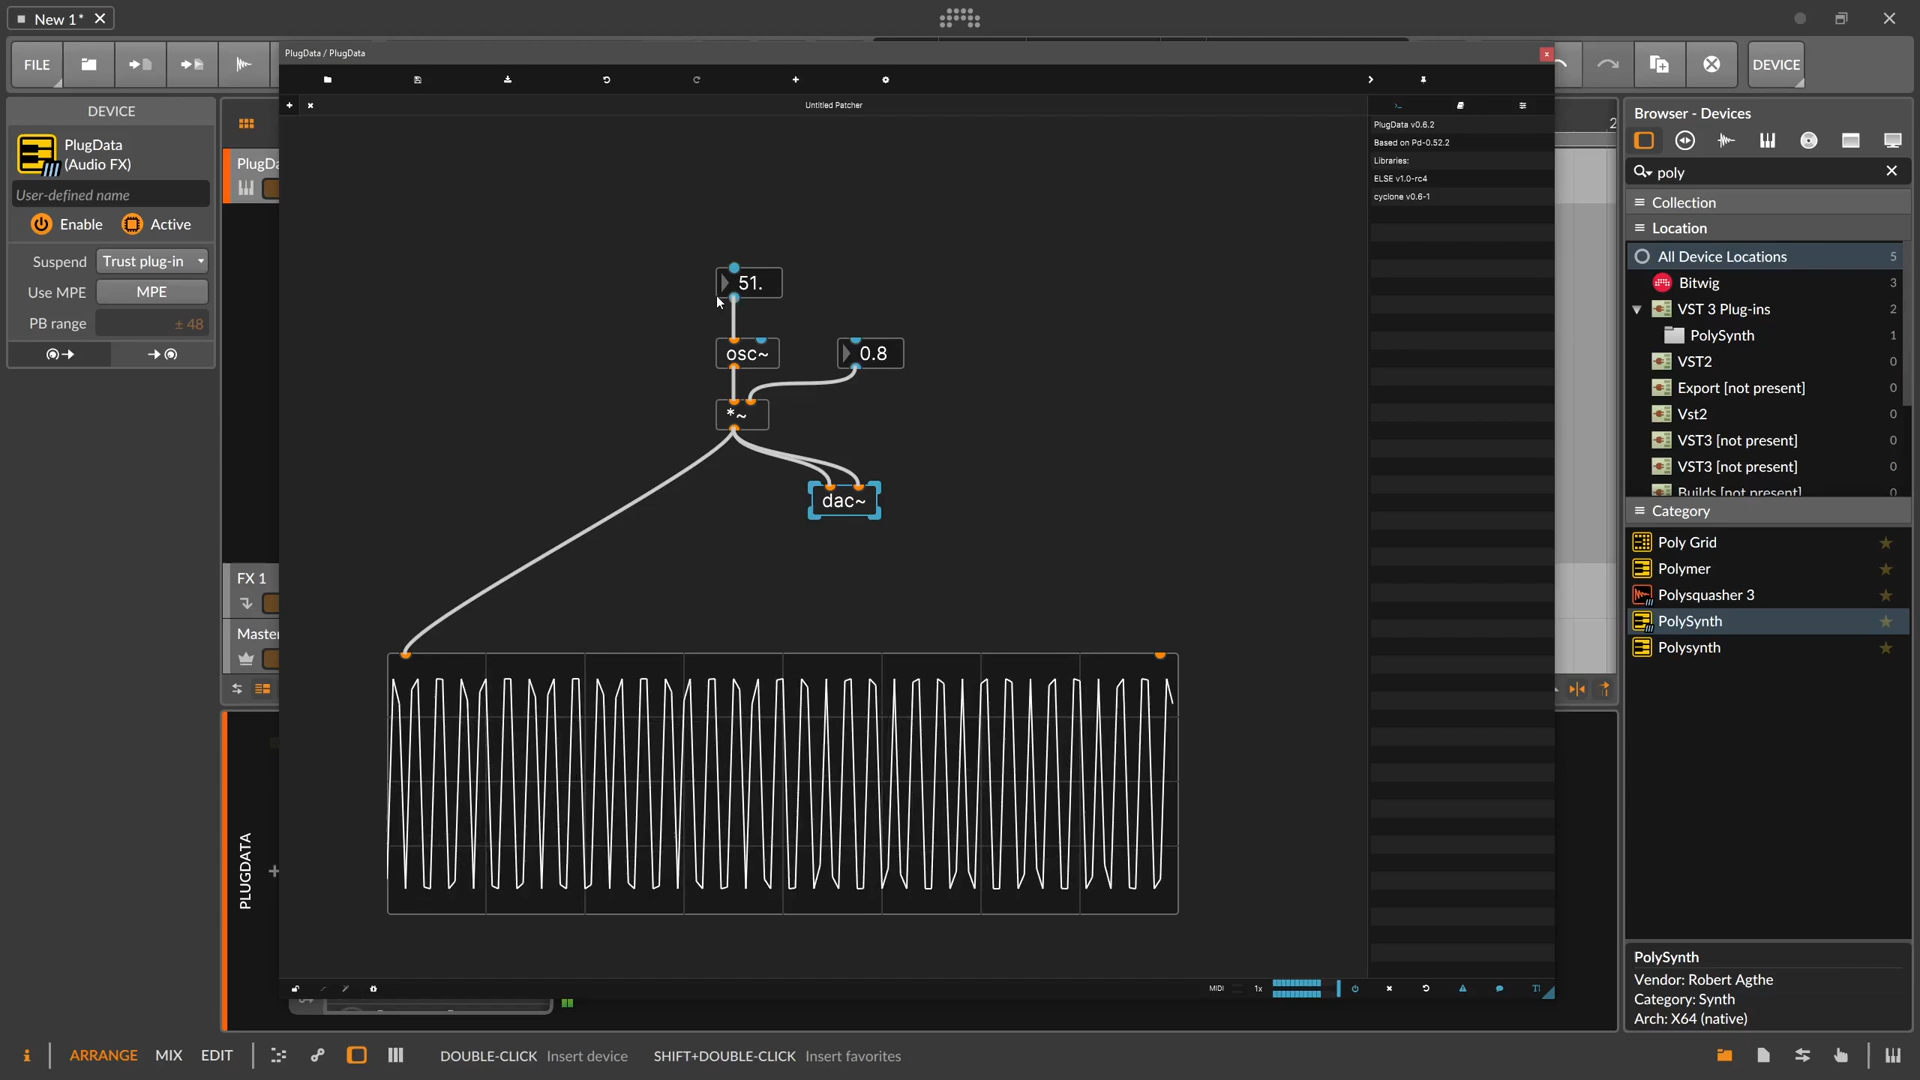 New 1*
FILE
DEVICE
PlugData / PlugData
DEVICE
PlugData
(Audio FX)
User-defined name
Enable
Active
Suspend
Trust plug-in
Use MPE
MPE
PB range
± 48
PlugDa
FX 1
Master
PLUGDATA
Untitled Patcher
51.
osc~
0.8
*~
dac~
PlugData v0.6.2
Based on Pd-0.52.2
Libraries:
ELSE v1.0-rc4
cyclone v0.6-1
MIDI
1x
2
Browser - Devices
poly
Collection
Location
All Device Locations
5
Bitwig
3
VST 3 Plug-ins
2
PolySynth
1
VST2
0
Export [not present]
0
Vst2
0
VST3 [not present]
0
VST3 [not present]
0
Builds [not present]
0
Category
Poly Grid
Polymer
Polysquasher 3
PolySynth
Polysynth
PolySynth
Vendor: Robert Agthe
Category: Synth
Arch: X64 (native)
ARRANGE
MIX
EDIT
DOUBLE-CLICK Insert device
SHIFT+DOUBLE-CLICK Insert favorites